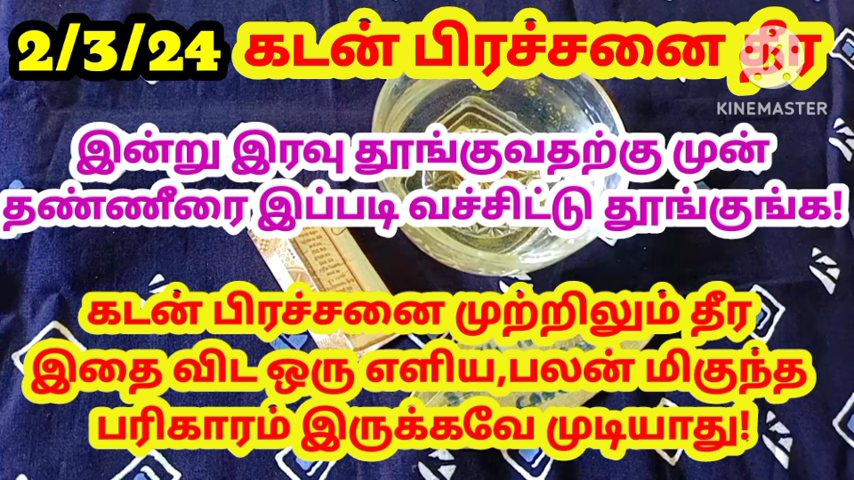 2/3/24 கடன் பிரச்சனை தீர
KINEMASTER
இன்று இரவு தூங்குவதற்கு முன்
தண்ணீரை இப்படி வச்சிட்டு தூங்குங்க!
கடன் பிரச்சனை முற்றிலும் தீர
இதை விட ஒரு எளிய,பலன் மிகுந்த
பரிகாரம் இருக்கவே முடியாது!